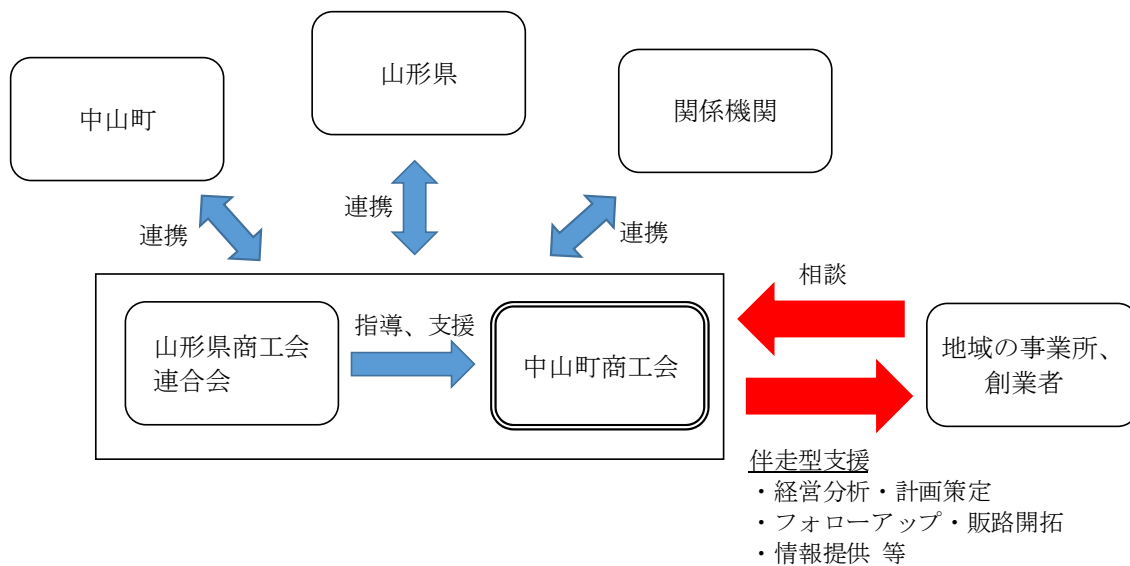 山形県
中山町
関係機関
連携
連携
連携
相談
山形県商工会
連合会
指導、支援
中山町商工会
地域の事業所、
創業者
伴走型支援
・経営分析・計画策定
・フォローアップ・販路開拓
・情報提供 等